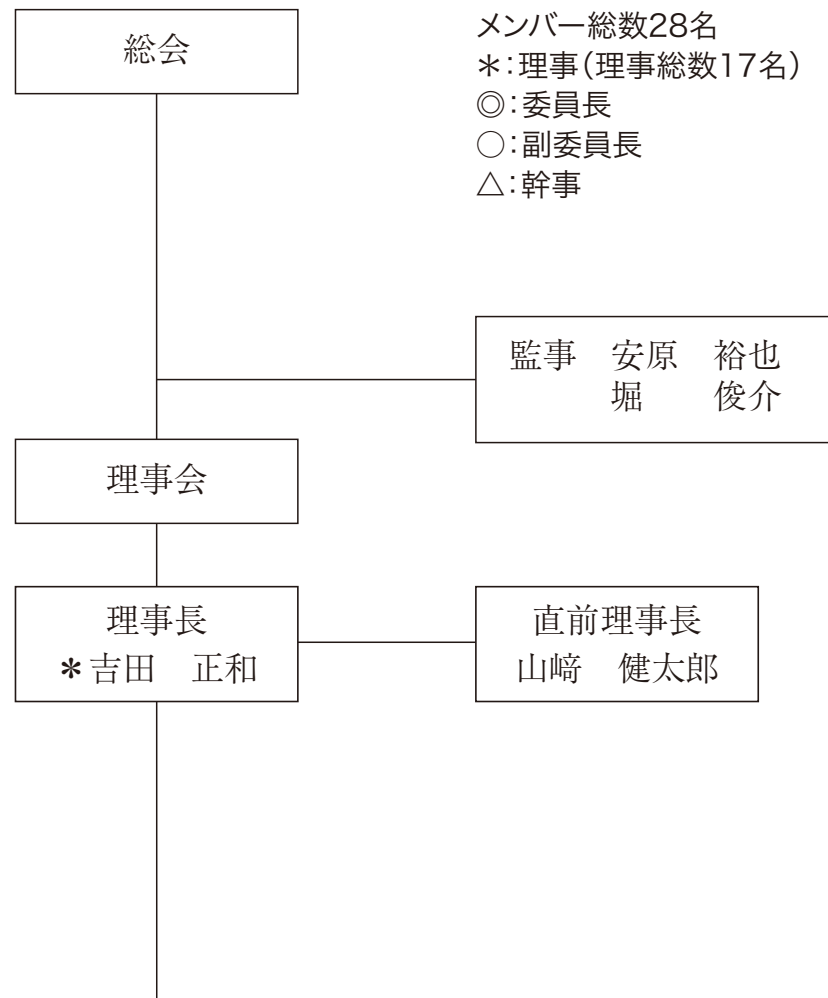 総会
メンバー総数28名
＊：理事（理事総数17名）
◎：委員長
○：副委員長
△：幹事
監事　安原　裕也
堀　俊介
理事会
理事長
＊吉田　正和
直前理事長
山﨑　健太郎